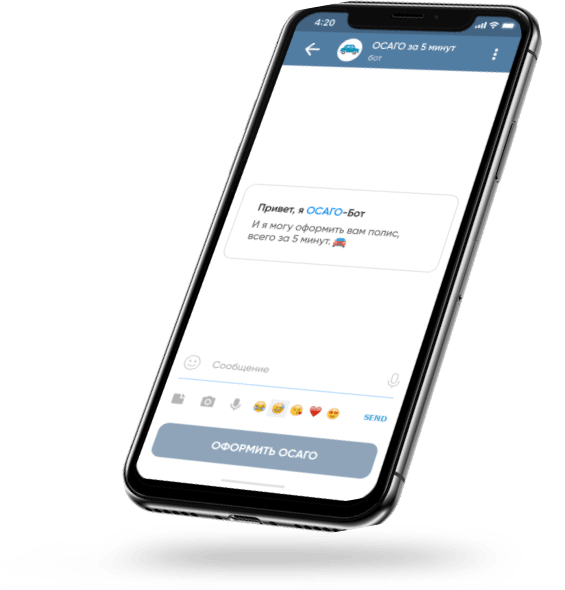 4:20
ОСАГО за 5 минут
бот
Привет, я ОСАГО-Бот
И я могу оформить вам полис,
всего за 5 минут.
Сообщение
SEND
ОФОРМИТЬ ОСАГО